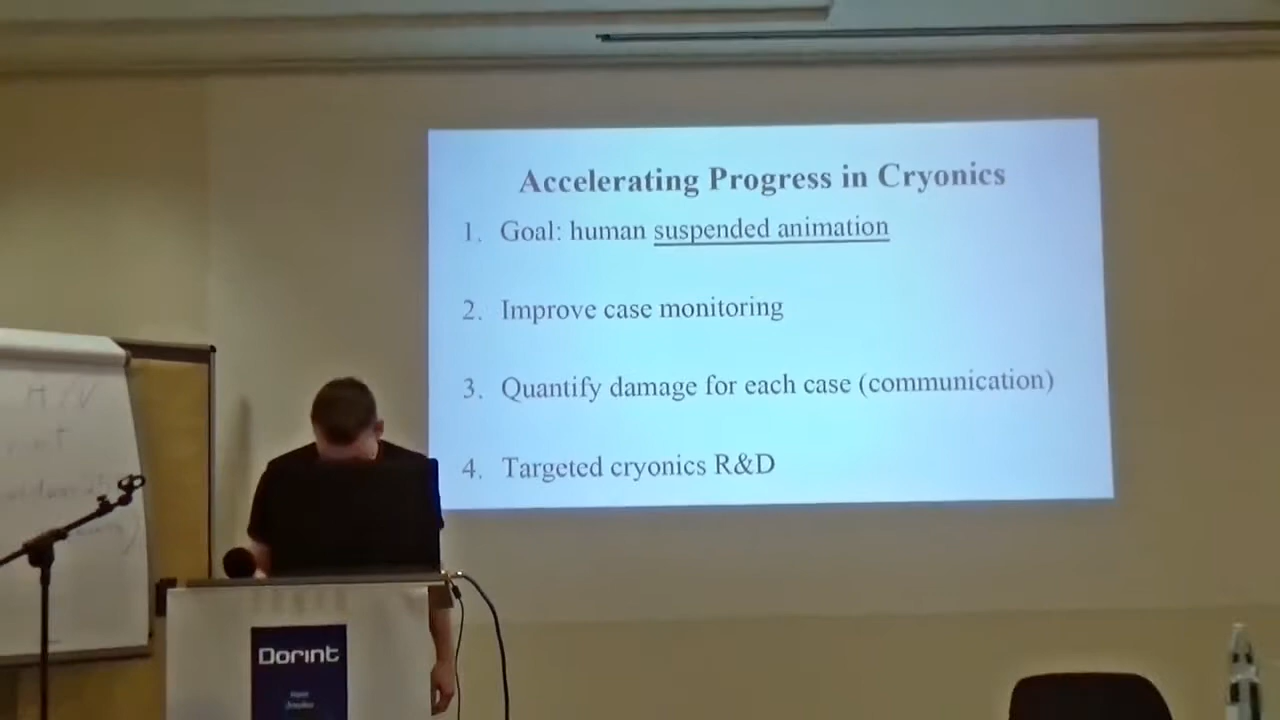 Accelerating Progress in Cryonics
1. Goal: human suspended animation
2. Improve case monitoring
3. Quantify damage for each case (communication)
4. Targeted cryonics R&D
Dorint